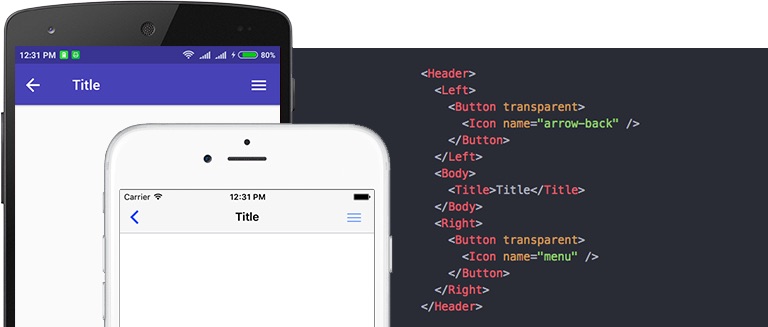 12:31 PM 80%
Title
Carrier 12:31 PM
Title
<Header>
  <Left>
    <Button transparent>
      <Icon name="arrow-back" />
    </Button>
  </Left>
  <Body>
    <Title>Title</Title>
  </Body>
  <Right>
    <Button transparent>
      <Icon name="menu" />
    </Button>
  </Right>
</Header>